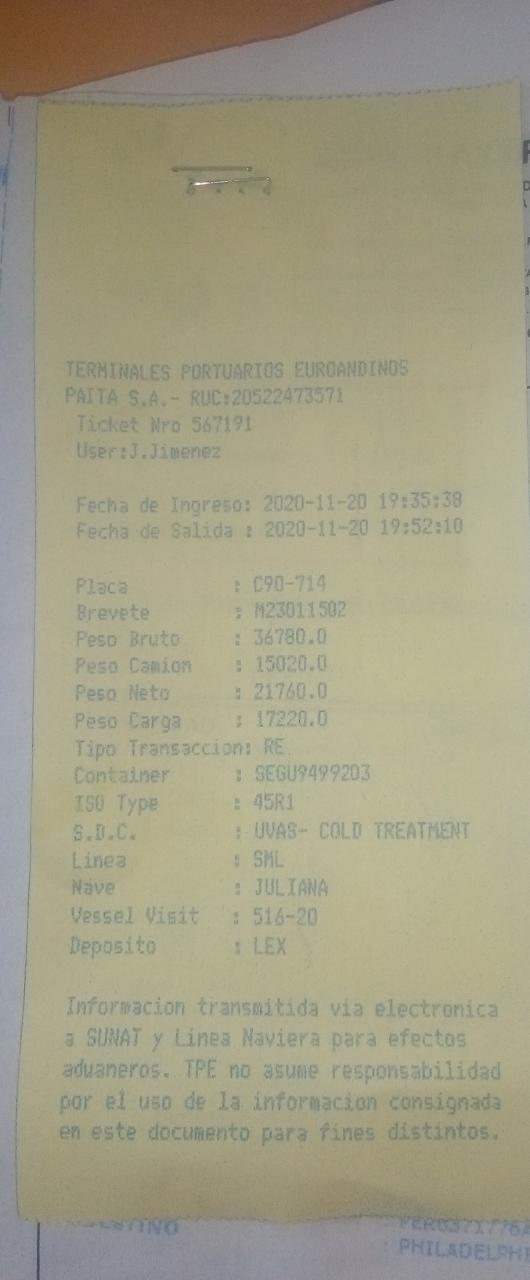 TERMINALES PORTUARIOS EUROANDINOS
PAITA S.A.- RUC:20522473571
Ticket Nro 567191
User:J.Jimenez
Fecha de Ingreso: 2020-11-20 19:35:38
Fecha de Salida : 2020-11-20 19:52:10
Placa : C9O-714
Brevete : M23011502
Peso Bruto : 36780.0
Peso Camion : 15020.0
Peso Neto : 21760.0
Peso Carga : 17220.0
Tipo Transaccion: RE
Container : SEGU9499203
ISO Type : 45R1
S.D.C. : UVAS- COLD TREATMENT
Linea : SML
Nave : JULIANA
Vessel Visit : 516-20
Deposito : LEX
Informacion transmitida via electronica
a SUNAT y Linea Naviera para efectos
aduaneros. TPE no asume responsabilidad
por el uso de la informacion consignada
en este documento para fines distintos.
PHILADELPHI